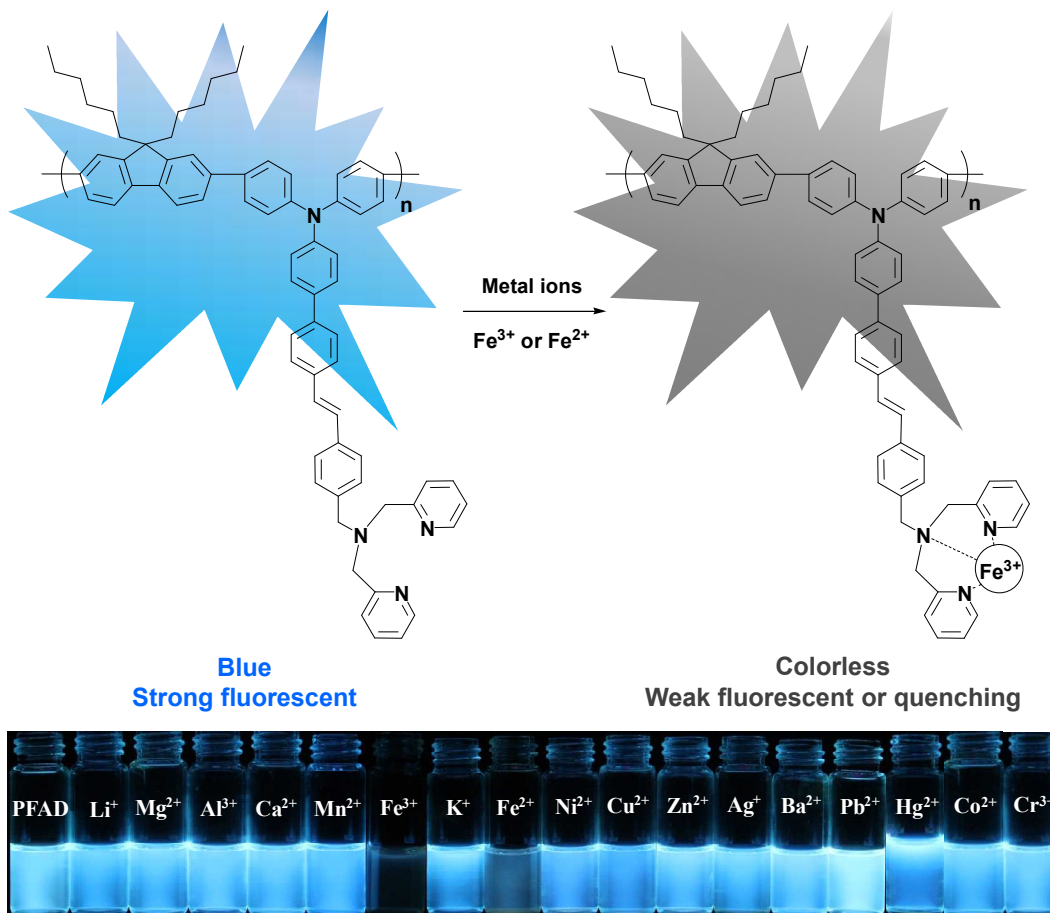 n
n
N
N
Metal ions
Fe³⁺ or Fe²⁺
N
N
N
N
N
N
Fe³⁺
Blue
Strong fluorescent
Colorless
Weak fluorescent or quenching
PFAD Li⁺ Mg²⁺ Al³⁺ Ca²⁺ Mn²⁺ Fe³⁺ K⁺ Fe²⁺ Ni²⁺ Cu²⁺ Zn²⁺ Ag⁺ Ba²⁺ Pb²⁺ Hg²⁺ Co²⁺ Cr³⁺